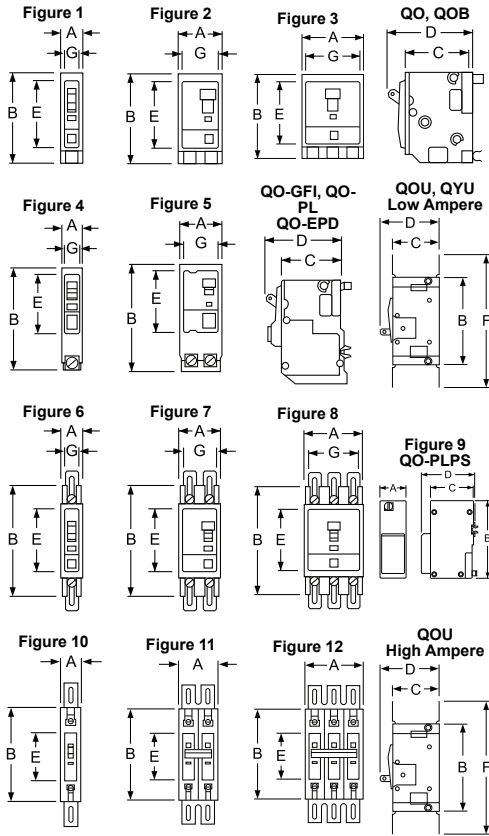 Figure 1
A
G
B
E
Figure 2
A
G
B
E
Figure 3
A
G
B
E
QO, QOB
D
C
Figure 4
A
G
B
E
Figure 5
A
G
B
E
QO-GFI, QO-
PL
QO-EPD
D
C
QOU, QYU
Low Ampere
D
C
B
F
Figure 6
A
G
B
E
Figure 7
A
G
B
E
Figure 8
A
G
B
E
Figure 9
QO-PLPS
A
D
C
B
Figure 10
A
B
E
Figure 11
A
B
E
Figure 12
A
B
E
QOU
High Ampere
D
C
B
F